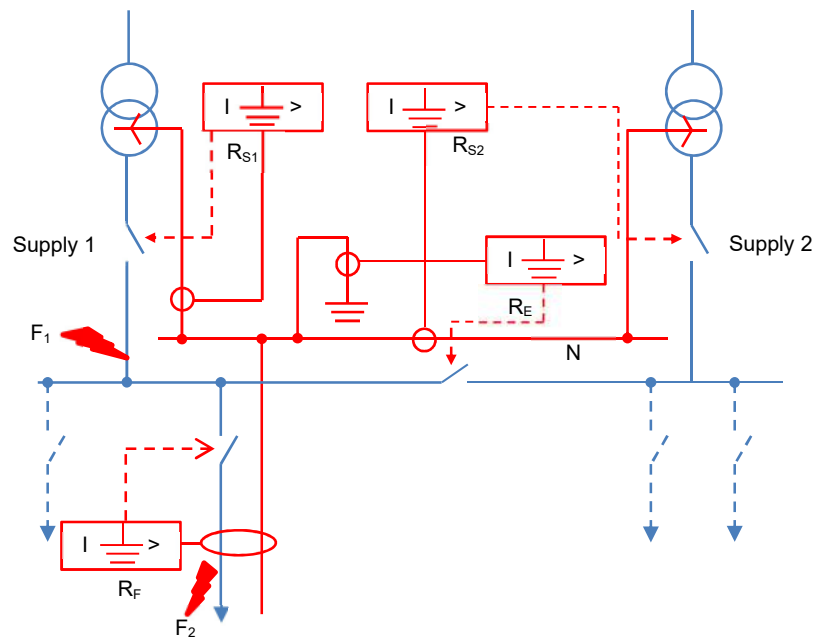 I >
R_S1
I >
R_S2
Supply 1
Supply 2
I >
R_E
F_1
N
I >
R_F
F_2